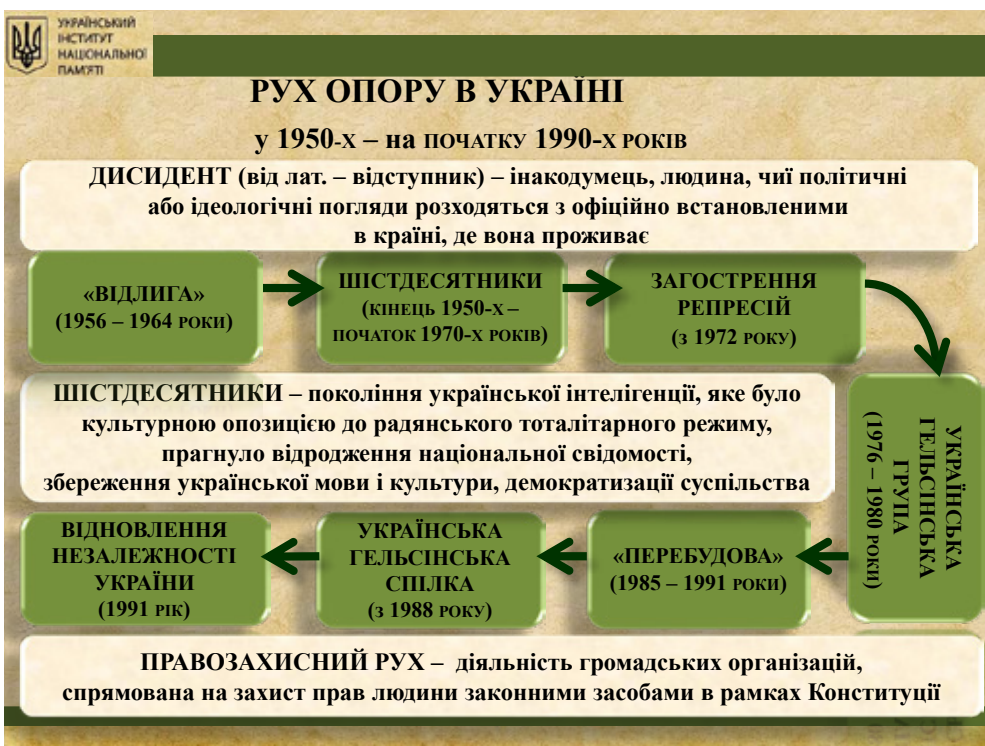 УКРАЇНСЬКИЙ
ІНСТИТУТ
НАЦІОНАЛЬНОЇ
ПАМ'ЯТІ
РУХ ОПОРУ В УКРАЇНІ
у 1950-Х – на ПОЧАТКУ 1990-Х РОКІВ
ДИСИДЕНТ (від лат. – відступник) – інакодумець, людина, чиї політичні
або ідеологічні погляди розходяться з офіційно встановленими
в країні, де вона проживає
«ВІДЛИГА»
(1956 – 1964 РОКИ)
ШІСТДЕСЯТНИКИ
(КІНЕЦЬ 1950-Х –
ПОЧАТОК 1970-Х РОКІВ)
ЗАГОСТРЕННЯ
РЕПРЕСІЙ
(З 1972 РОКУ)
УКРАЇНСЬКА
ГЕЛЬСІНСЬКА
ГРУПА
(1976 – 1980 РОКИ)
ШІСТДЕСЯТНИКИ – покоління української інтелігенції, яке було
культурною опозицією до радянського тоталітарного режиму,
прагнуло відродження національної свідомості,
збереження української мови і культури, демократизації суспільства
«ПЕРЕБУДОВА»
(1985 – 1991 РОКИ)
УКРАЇНСЬКА
ГЕЛЬСІНСЬКА
СПІЛКА
(З 1988 РОКУ)
ВІДНОВЛЕННЯ
НЕЗАЛЕЖНОСТІ
УКРАЇНИ
(1991 РІК)
ПРАВОЗАХИСНИЙ РУХ – діяльність громадських організацій,
спрямована на захист прав людини законними засобами в рамках Конституції